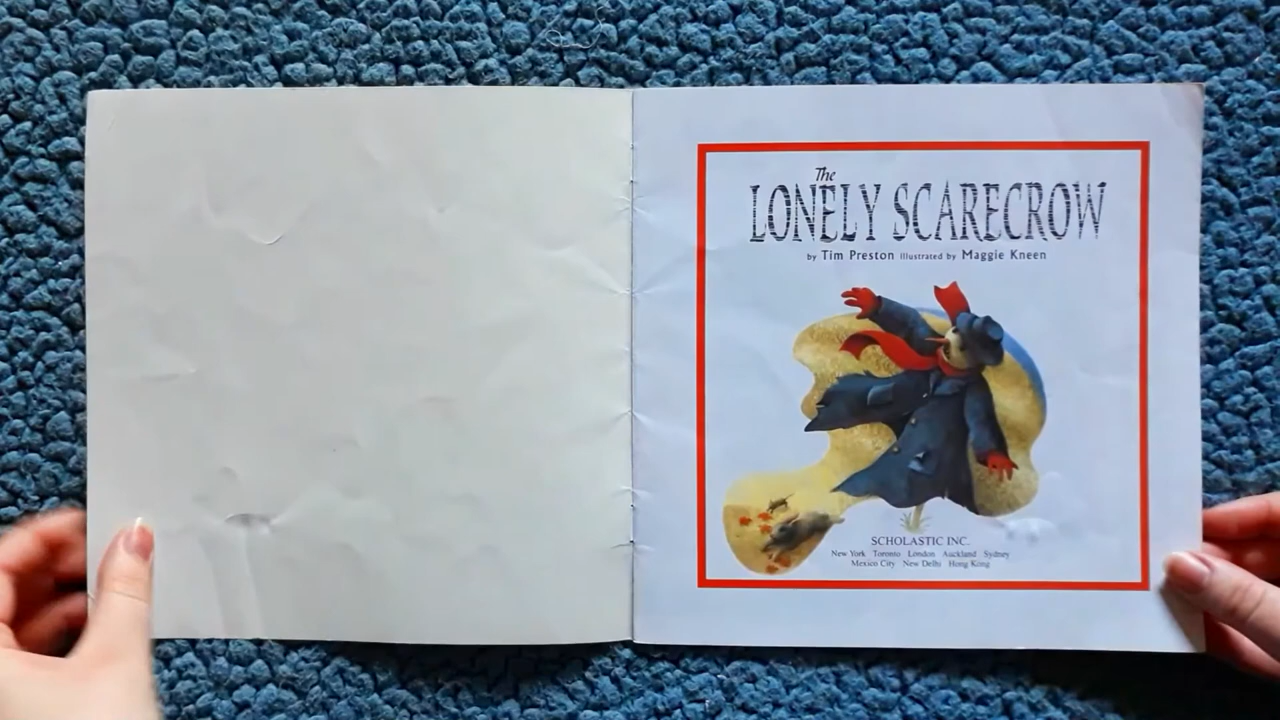 The
LONELY SCARECROW
by Tim Preston illustrated by Maggie Kneen
SCHOLASTIC INC.
New York Toronto London Auckland Sydney
Mexico City New Delhi Hong Kong